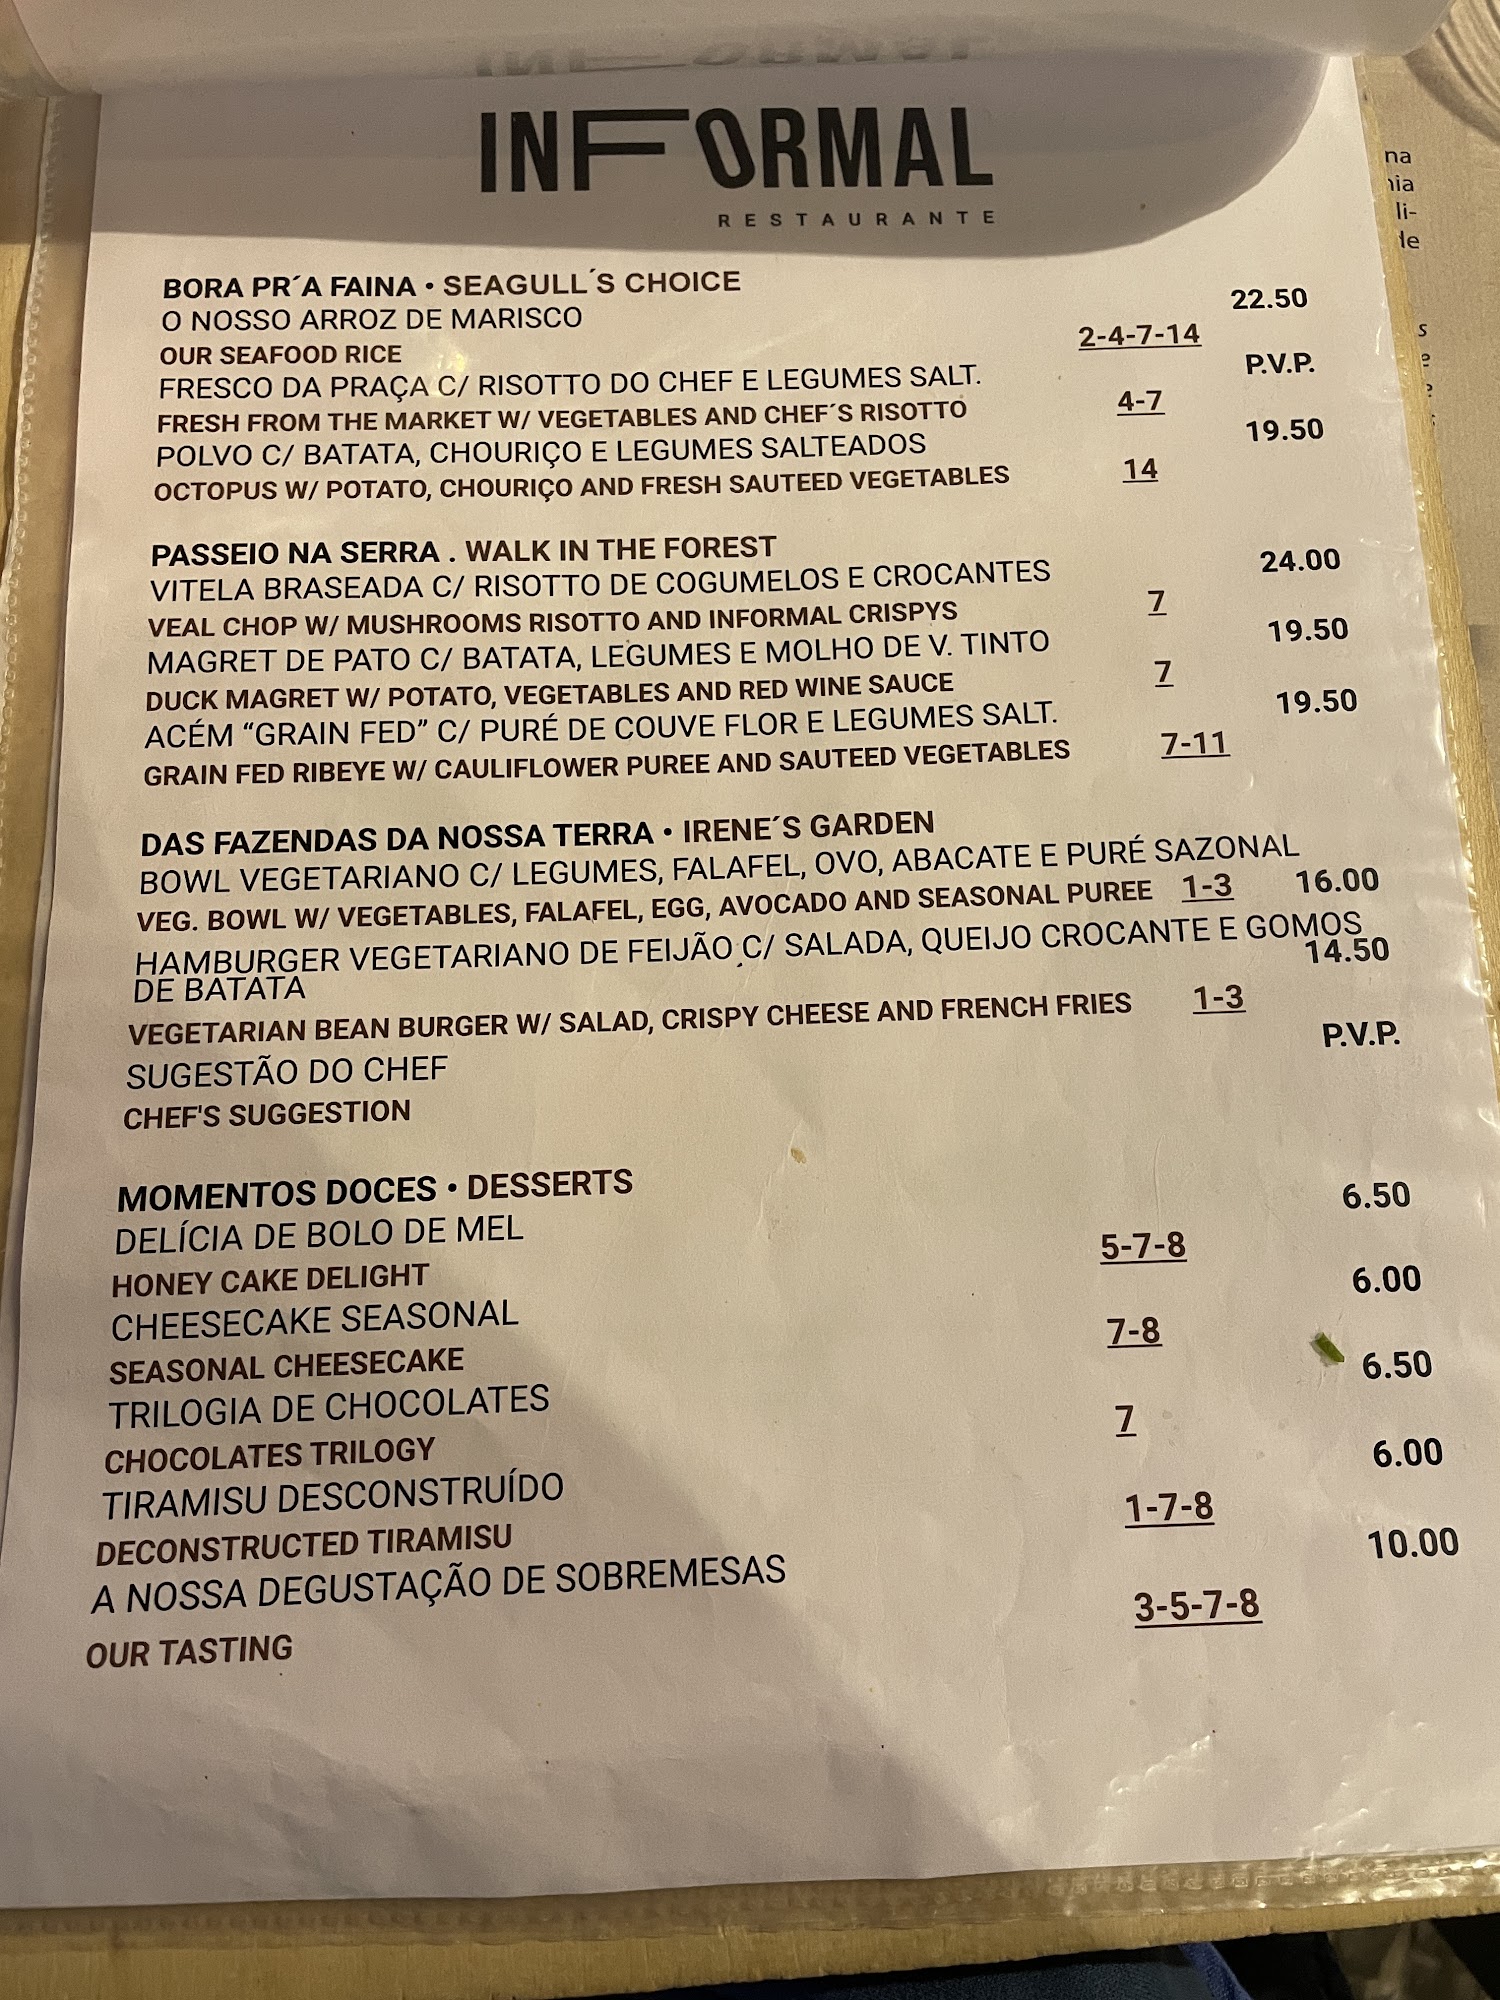 INFORMAL
RESTAURANTE
na
nia
li-
de
BORA PR´A FAINA • SEAGULL´S CHOICE
O NOSSO ARROZ DE MARISCO 22.50
OUR SEAFOOD RICE 2-4-7-14
FRESCO DA PRAÇA C/ RISOTTO DO CHEF E LEGUMES SALT. P.V.P.
FRESH FROM THE MARKET W/ VEGETABLES AND CHEF´S RISOTTO 4-7
POLVO C/ BATATA, CHOURIÇO E LEGUMES SALTEADOS 19.50
OCTOPUS W/ POTATO, CHOURIÇO AND FRESH SAUTEED VEGETABLES 14
PASSEIO NA SERRA . WALK IN THE FOREST
VITELA BRASEADA C/ RISOTTO DE COGUMELOS E CROCANTES 24.00
VEAL CHOP W/ MUSHROOMS RISOTTO AND INFORMAL CRISPYS 7
MAGRET DE PATO C/ BATATA, LEGUMES E MOLHO DE V. TINTO 19.50
DUCK MAGRET W/ POTATO, VEGETABLES AND RED WINE SAUCE 7
ACÉM “GRAIN FED” C/ PURÉ DE COUVE FLOR E LEGUMES SALT. 19.50
GRAIN FED RIBEYE W/ CAULIFLOWER PUREE AND SAUTEED VEGETABLES 7-11
DAS FAZENDAS DA NOSSA TERRA • IRENE´S GARDEN
BOWL VEGETARIANO C/ LEGUMES, FALAFEL, OVO, ABACATE E PURÉ SAZONAL
VEG. BOWL W/ VEGETABLES, FALAFEL, EGG, AVOCADO AND SEASONAL PUREE 1-3 16.00
HAMBURGER VEGETARIANO DE FEIJÃO C/ SALADA, QUEIJO CROCANTE E GOMOS
DE BATATA 14.50
VEGETARIAN BEAN BURGER W/ SALAD, CRISPY CHEESE AND FRENCH FRIES 1-3
SUGESTÃO DO CHEF P.V.P.
CHEF'S SUGGESTION
MOMENTOS DOCES • DESSERTS
DELÍCIA DE BOLO DE MEL 6.50
HONEY CAKE DELIGHT 5-7-8
CHEESECAKE SEASONAL 6.00
SEASONAL CHEESECAKE 7-8
TRILOGIA DE CHOCOLATES 6.50
CHOCOLATES TRILOGY 7
TIRAMISU DESCONSTRUÍDO 6.00
DECONSTRUCTED TIRAMISU 1-7-8
A NOSSA DEGUSTAÇÃO DE SOBREMESAS 10.00
OUR TASTING 3-5-7-8